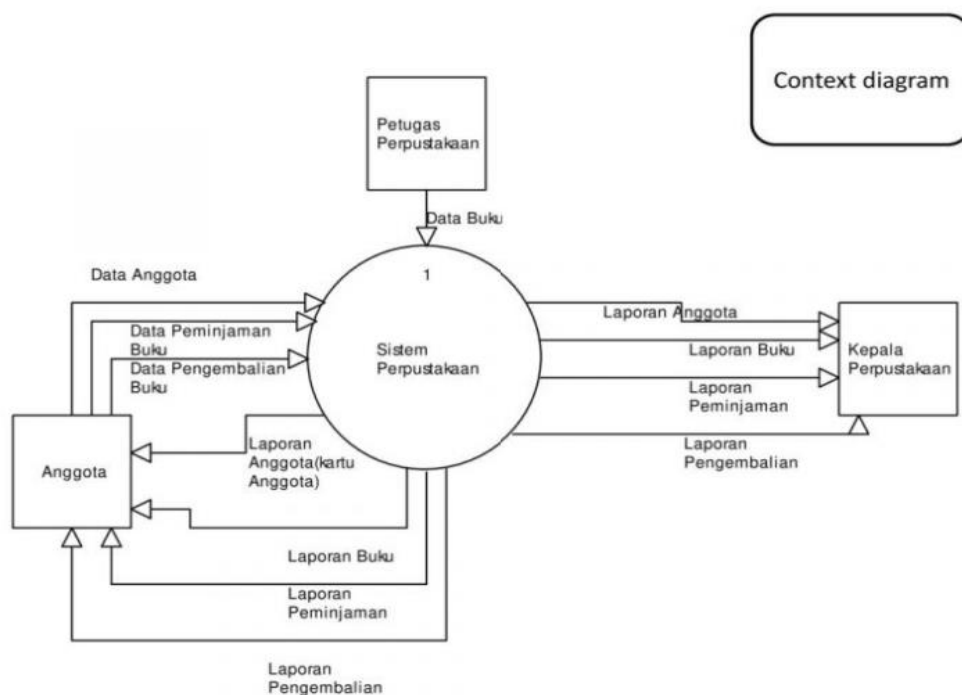 Context diagram
Petugas
Perpustakaan
Data Buku
Data Anggota
1
Data Peminjaman
Buku
Data Pengembalian
Buku
Sistem
Perpustakaan
Laporan Anggota
Laporan Buku
Kepala
Perpustakaan
Laporan
Peminjaman
Laporan
Pengembalian
Anggota
Laporan
Anggota(kartu
Anggota)
Laporan Buku
Laporan
Peminjaman
Laporan
Pengembalian